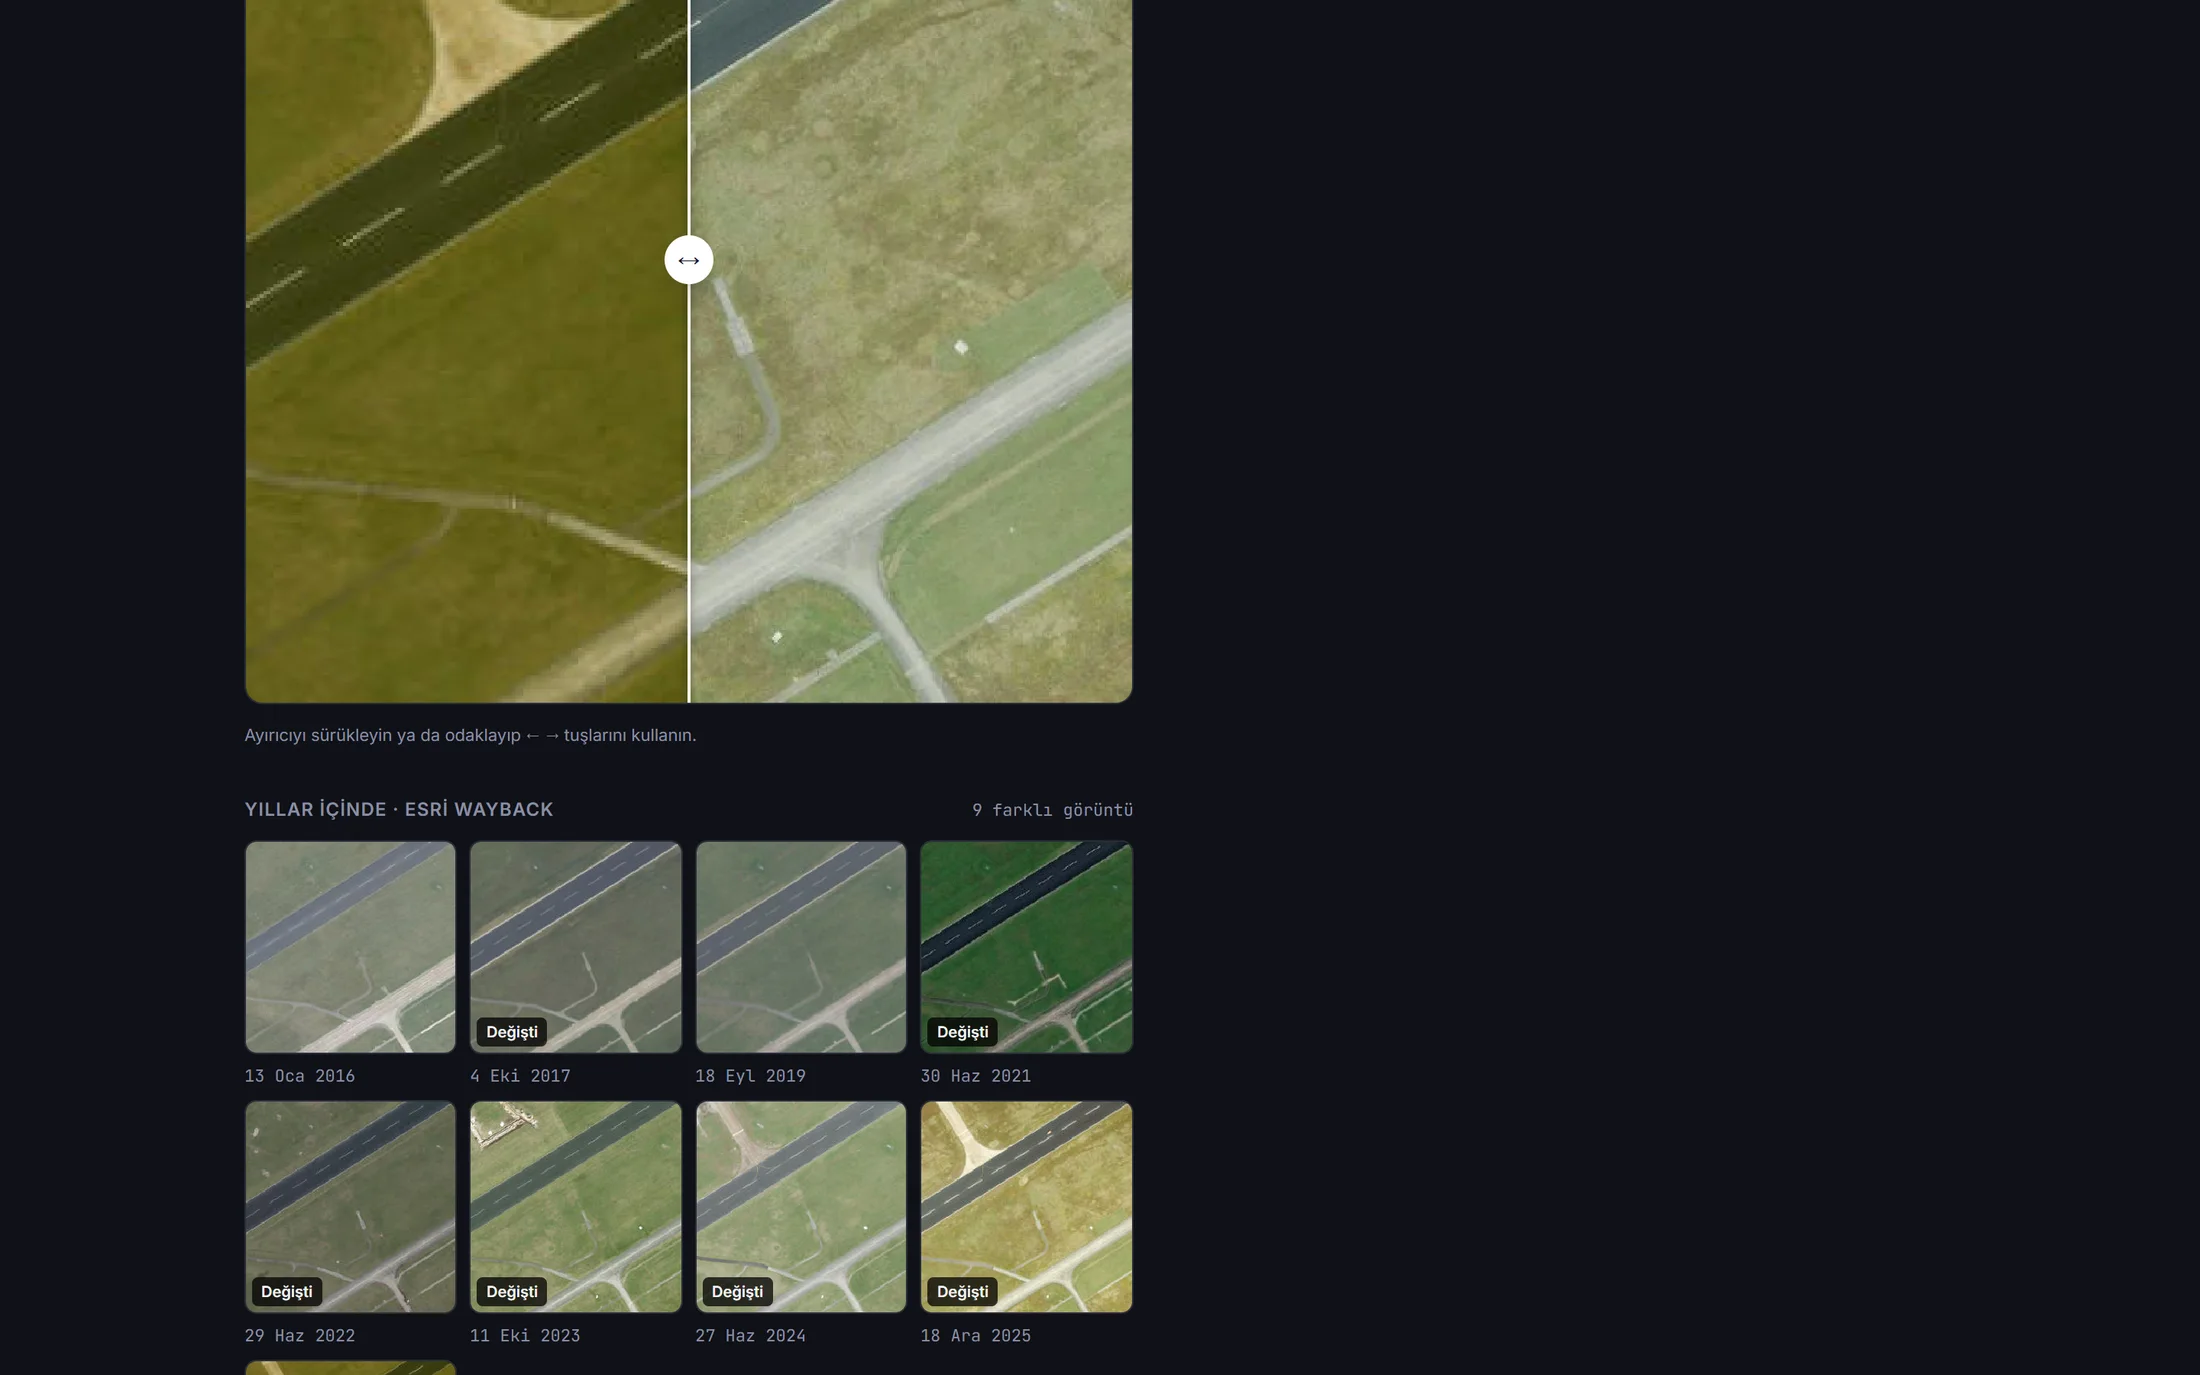 Ayırıcıyı sürükleyin ya da odaklayıp ← → tuşlarını kullanın.
YILLAR İÇİNDE · ESRİ WAYBACK
9 farklı görüntü
Değişti
Değişti
13 Oca 2016
4 Eki 2017
18 Eyl 2019
30 Haz 2021
Değişti
Değişti
Değişti
Değişti
29 Haz 2022
11 Eki 2023
27 Haz 2024
18 Ara 2025